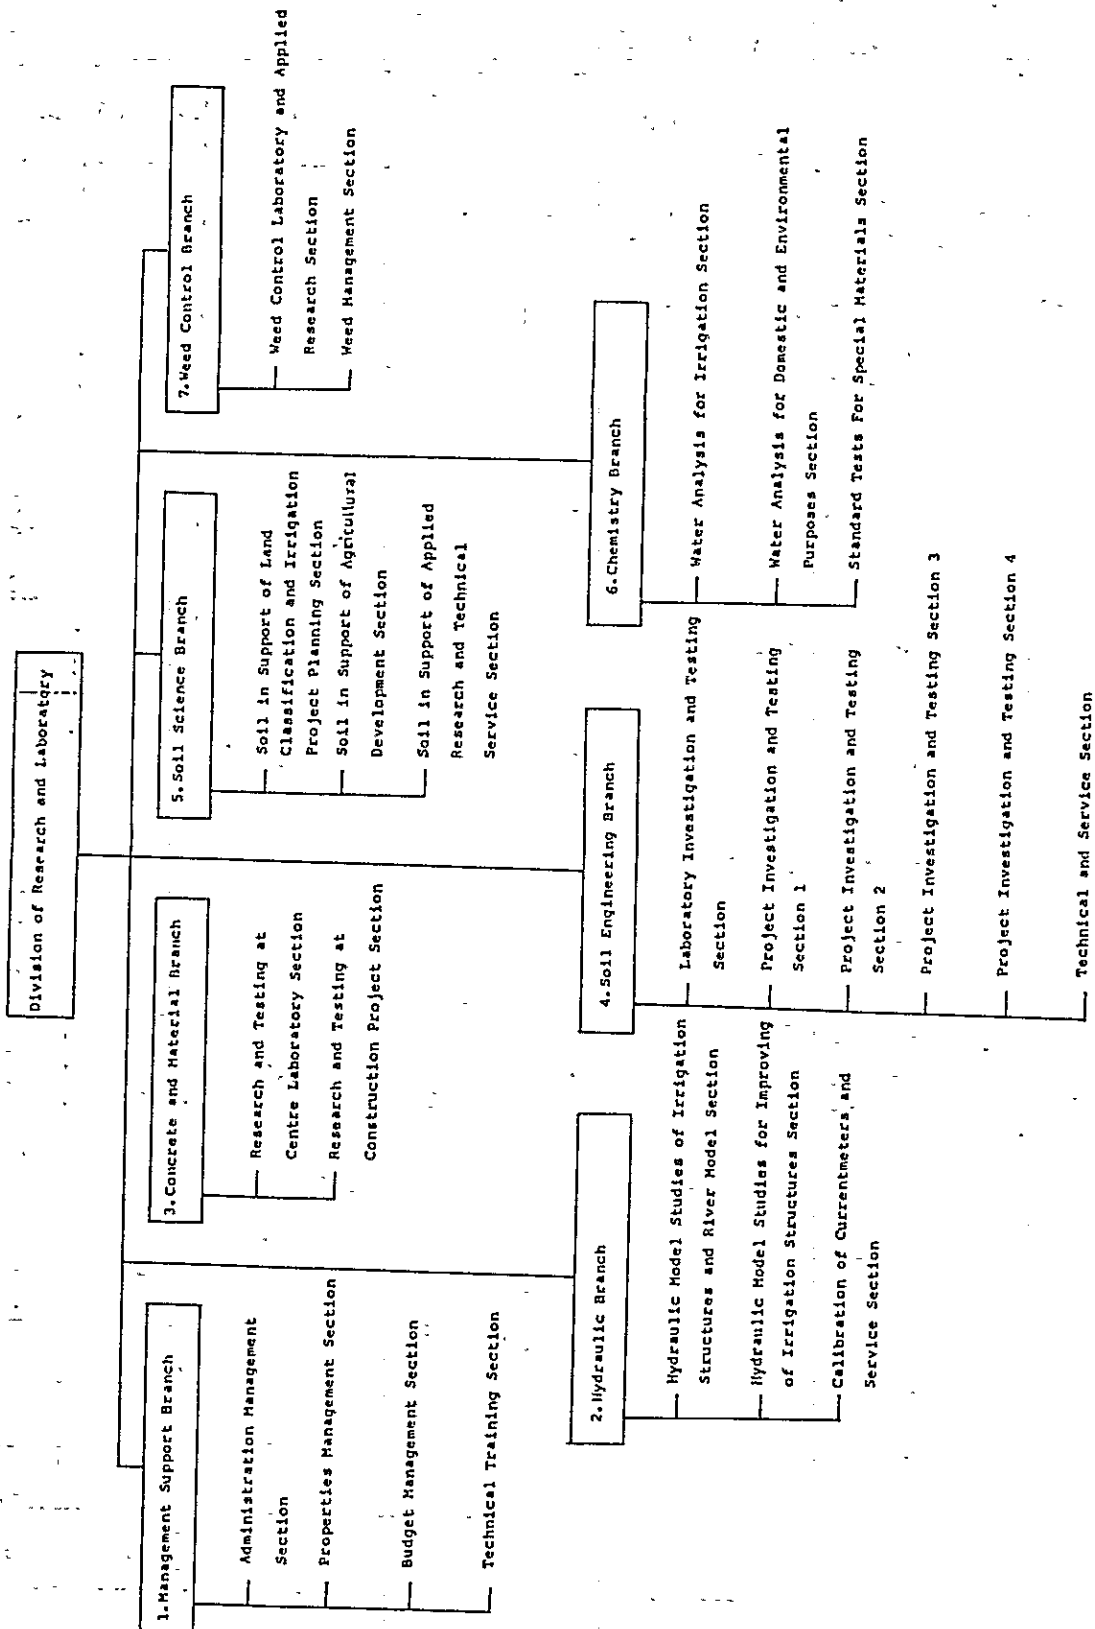 Division of Research and Laboratory
1.Management Support Branch
Administration Management
Section
Properties Management Section
Budget Management Section
Technical Training Section
3.Concrete and Material Branch
Research and Testing at
Centre Laboratory Section
Research and Testing at
Construction Project Section
5.Soil Science Branch
Soil in Support of Land
Classification and Irrigation
Project Planning Section
Soil in Support of Agricultural
Development Section
Soil in Support of Applied
Research and Technical
Service Section
7.Weed Control Branch
Weed Control Laboratory and Applied
Research Section
Weed Management Section
2.Hydraulic Branch
Hydraulic Model Studies of Irrigation
Structures and River Model Section
Hydraulic Model Studies for Improving
of Irrigation Structures Section
Calibration of Currentmeters and
Service Section
4.Soil Engineering Branch
Laboratory Investigation and Testing
Section
Project Investigation and Testing
Section 1
Project Investigation and Testing
Section 2
Project Investigation and Testing Section 3
Project Investigation and Testing Section 4
Technical and Service Section
6.Chemistry Branch
Water Analysis for Irrigation Section
Water Analysis for Domestic and Environmental
Purposes Section
Standard Tests For Special Materials Section